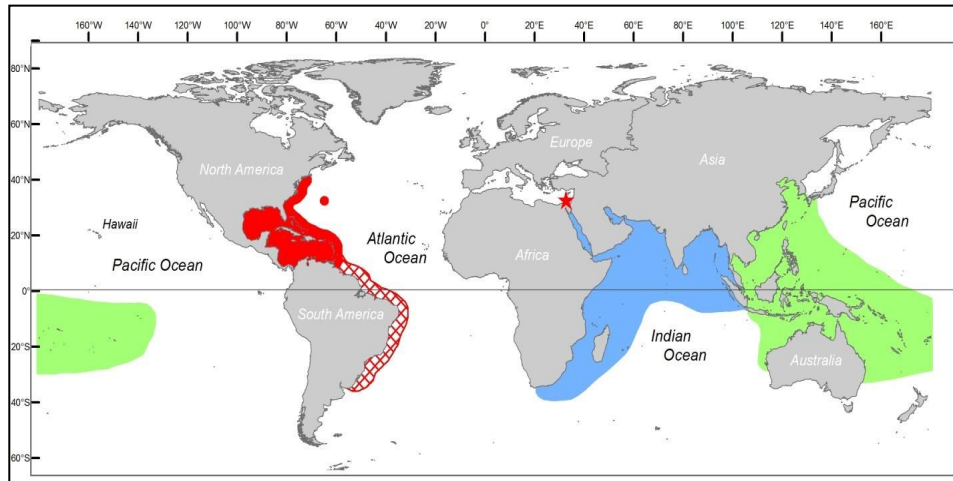 160°W 140°W 120°W 100°W 80°W 60°W 40°W 20°W 0° 20°E 40°E 60°E 80°E 100°E 120°E 140°E 160°E
80°N
60°N
Europe
North America
Asia
40°N
Hawaii
Atlantic
Ocean
Pacific
Ocean
20°N
Pacific Ocean
Africa
0°
South America
Indian
Ocean
20°S
Australia
40°S
60°S